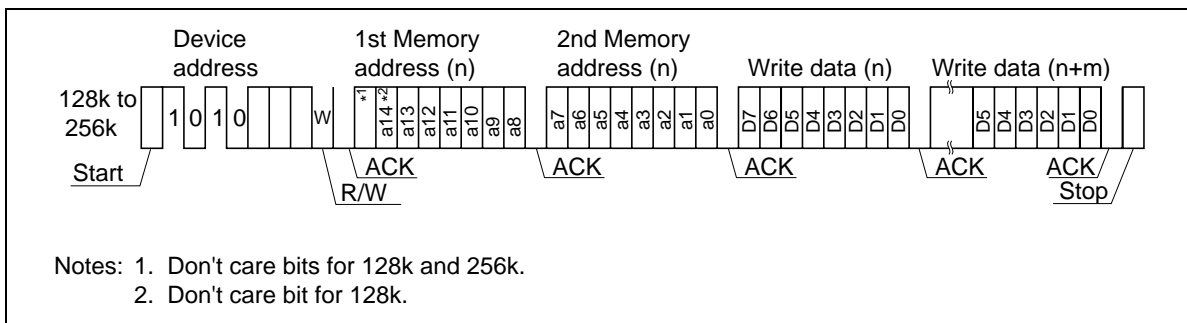 Device
address
1st Memory
address (n)
2nd Memory
address (n)
Write data (n)
Write data (n+m)
128k to
256k
1 0 1 0 W *1 a14*2 a13 a12 a11 a10 a9 a8 a7 a6 a5 a4 a3 a2 a1 a0 D7 D6 D5 D4 D3 D2 D1 D0 D5 D4 D3 D2 D1 D0
Start
R/W
ACK
ACK
ACK
ACK
ACK
Stop
Notes: 1. Don't care bits for 128k and 256k.
2. Don't care bit for 128k.